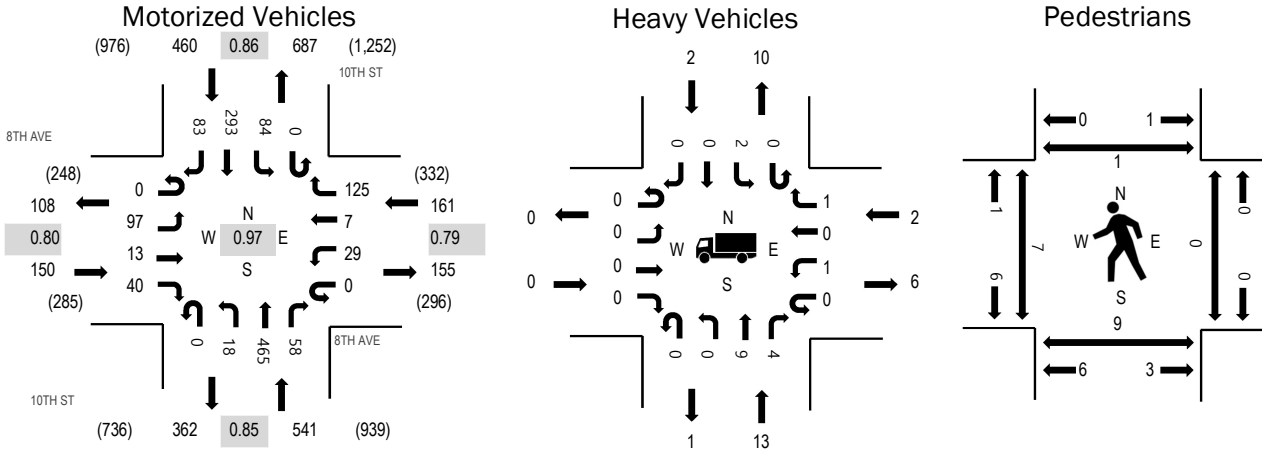 Motorized Vehicles
(976) 460 0.86 687 (1,252)
10TH ST
8TH AVE
83 293 84 0
(248)
108
0.80
150
(285)
0
97
13
40
N
W 0.97 E
S
125
7
29
0
(332)
161
0.79
155
(296)
0 18 465 58
8TH AVE
10TH ST
(736) 362 0.85 541 (939)
Heavy Vehicles
2 10
0 0 2 0
0
0
0
0
0
0
N
W E
S
1
0
1
0
2
6
0 0 9 4
1 13
Pedestrians
0 1
1
1
6
7
N
W E
S
0
0
0
9
6 3